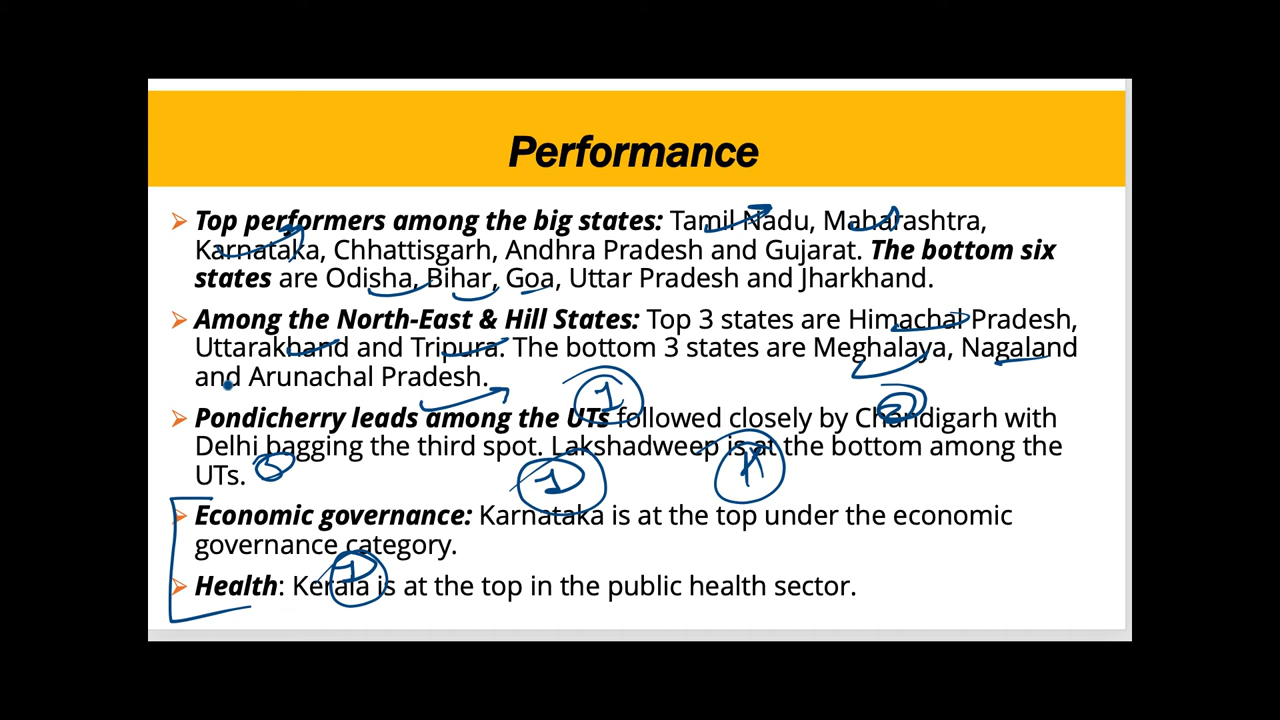 Performance
➢ Top performers among the big states: Tamil Nadu, Maharashtra,
Karnataka, Chhattisgarh, Andhra Pradesh and Gujarat. The bottom six
states are Odisha, Bihar, Goa, Uttar Pradesh and Jharkhand.
➢ Among the North-East & Hill States: Top 3 states are Himachal Pradesh,
Uttarakhand and Tripura. The bottom 3 states are Meghalaya, Nagaland
and Arunachal Pradesh.
1
2
➢ Pondicherry leads among the UTs followed closely by Chandigarh with
Delhi bagging the third spot. Lakshadweep is at the bottom among the
UTs.
3
1
➢ Economic governance: Karnataka is at the top under the economic
governance category.
1
➢ Health: Kerala is at the top in the public health sector.